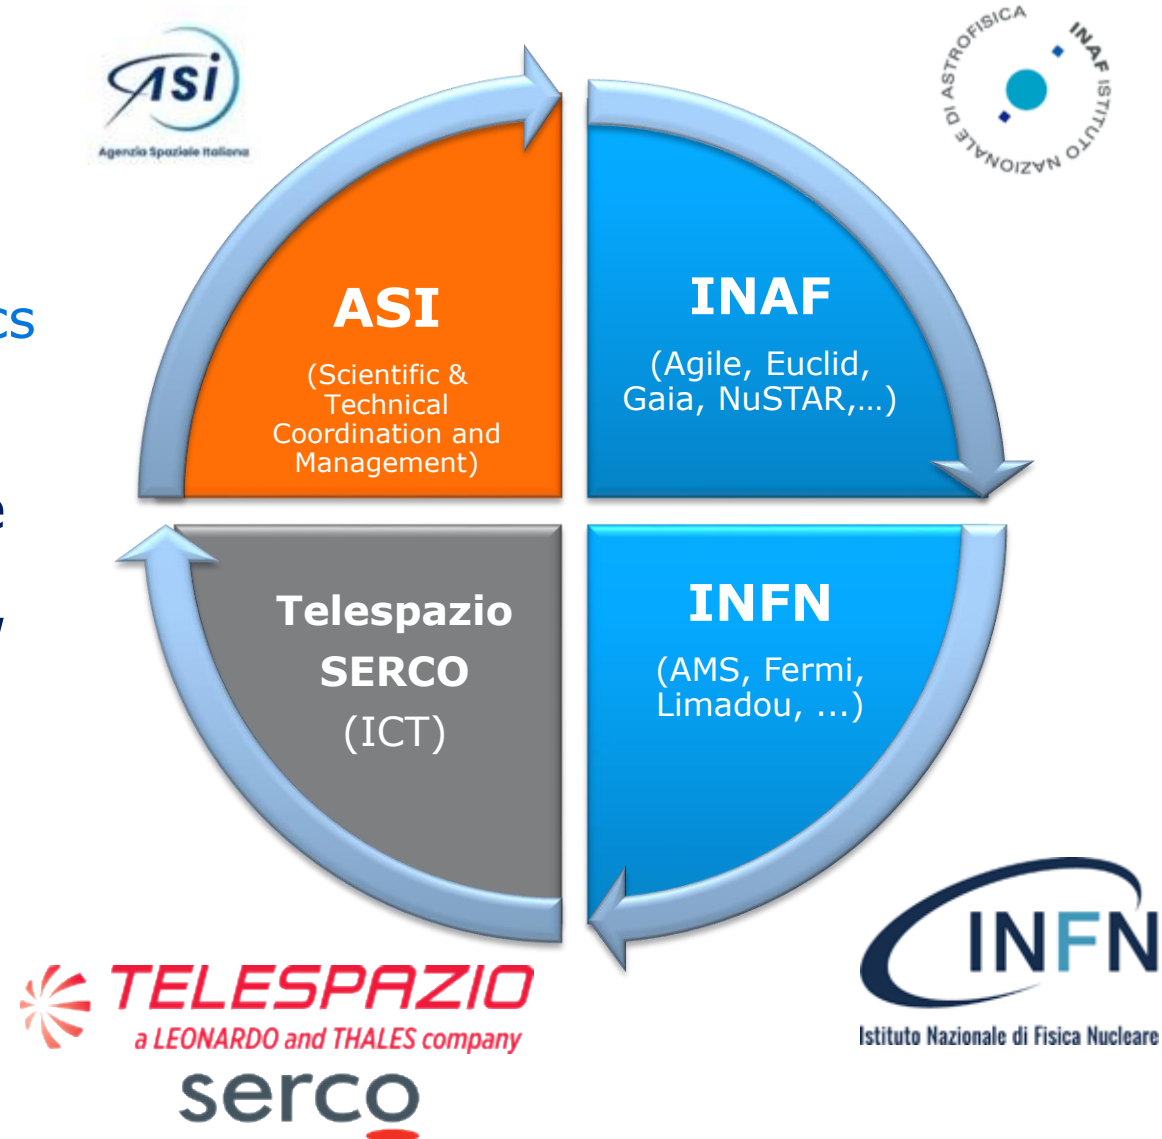 ASI
Agenzia Spaziale Italiana
INAF ISTITUTO NAZIONALE DI ASTROFISICA
ASI
(Scientific &
Technical
Coordination and
Management)
INAF
(Agile, Euclid,
Gaia, NuSTAR,...)
cs
e
Telespazio
SERCO
(ICT)
INFN
(AMS, Fermi,
Limadou, ...)
TELESPAZIO
a LEONARDO and THALES company
serco
INFN
Istituto Nazionale di Fisica Nucleare